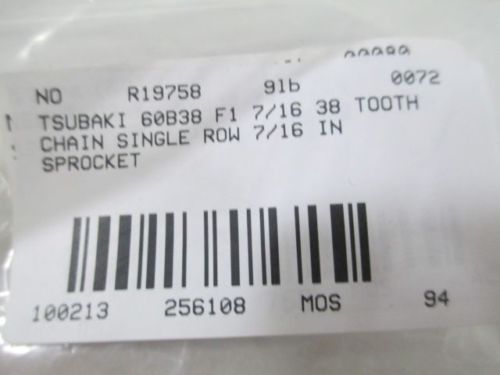 NO R19758 9lb 0072
TSUBAKI 60B38 F1 7/16 38 TOOTH
CHAIN SINGLE ROW 7/16 IN
SPROCKET
100213 256108 MOS 94